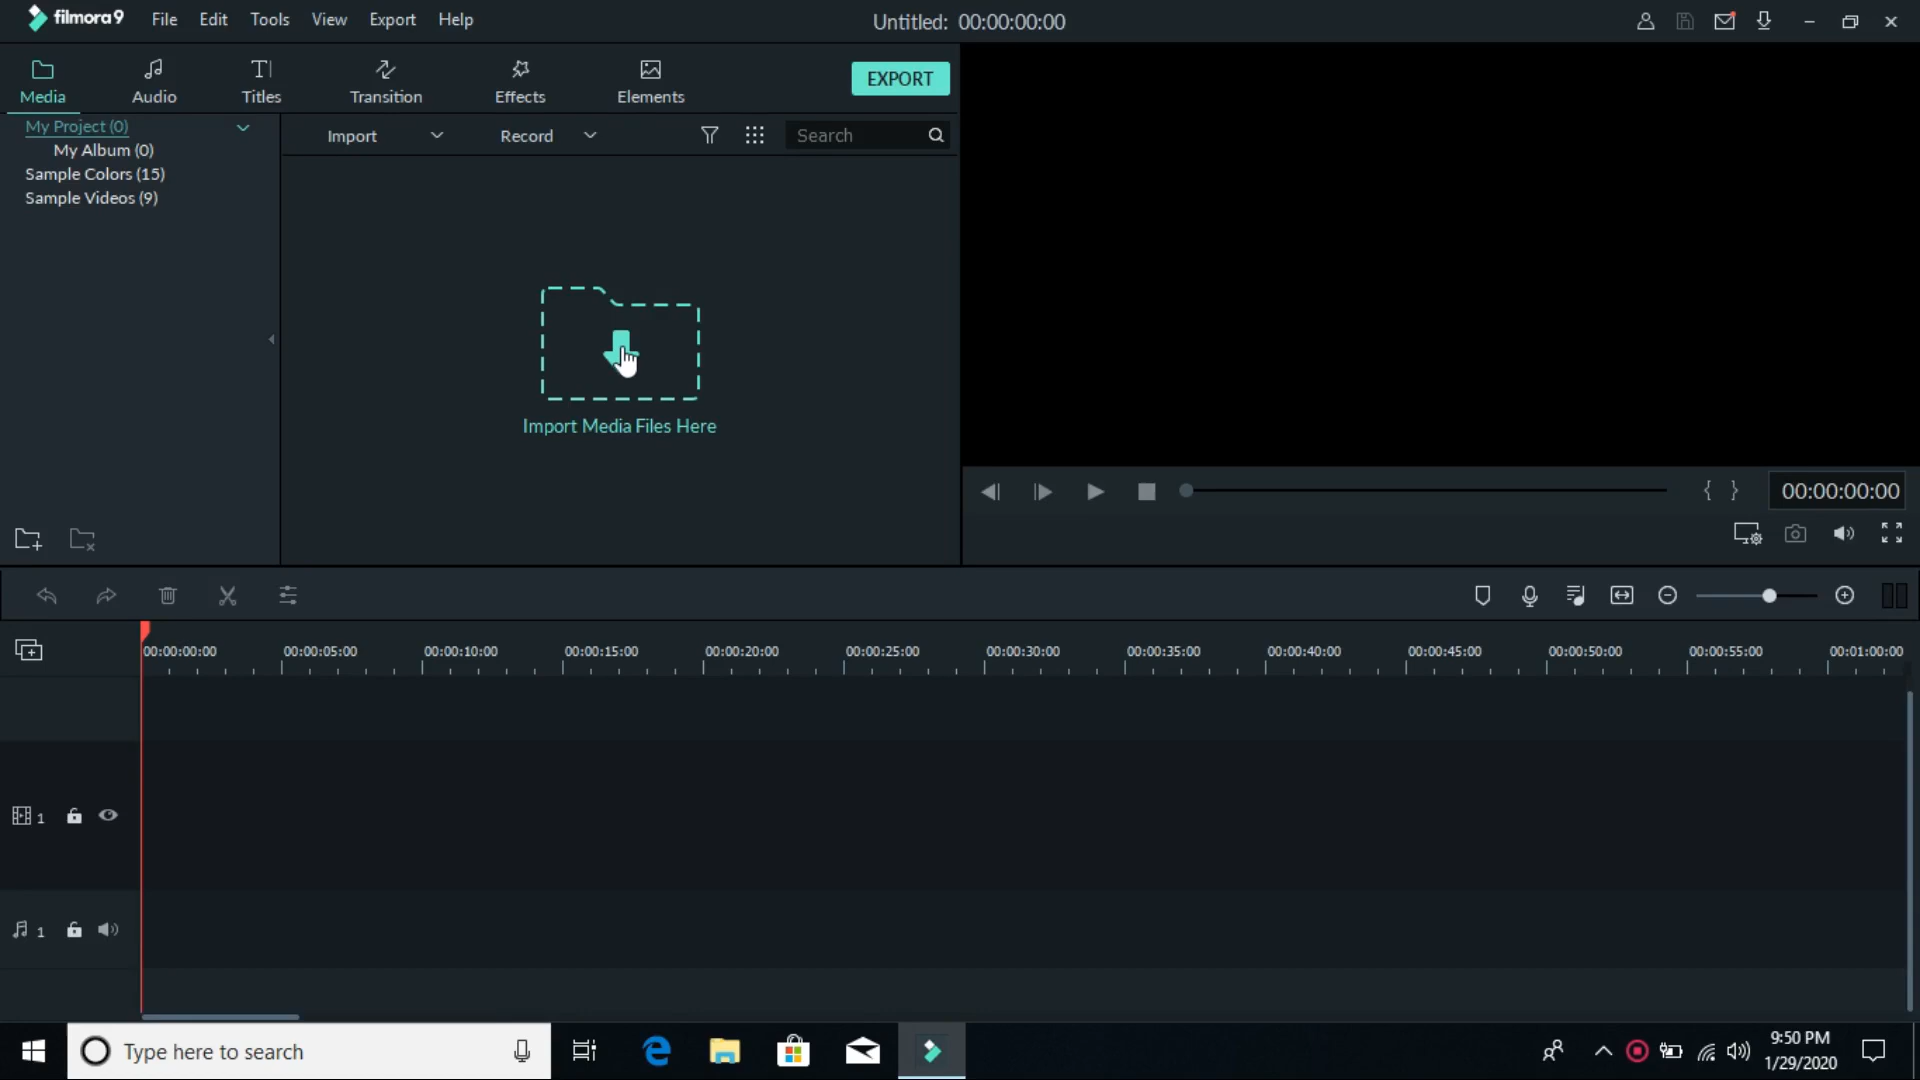 filmora9 File Edit Tools View Export Help Untitled: 00:00:00:00
Media Audio Titles Transition Effects Elements EXPORT
My Project (0)
My Album (0)
Sample Colors (15)
Sample Videos (9)
Import Record Search
Import Media Files Here
{ } 00:00:00:00
00:00:00:00 00:00:05:00 00:00:10:00 00:00:15:00 00:00:20:00 00:00:25:00 00:00:30:00 00:00:35:00 00:00:40:00 00:00:45:00 00:00:50:00 00:00:55:00 00:01:00:00
1
1
Type here to search
9:50 PM
1/29/2020